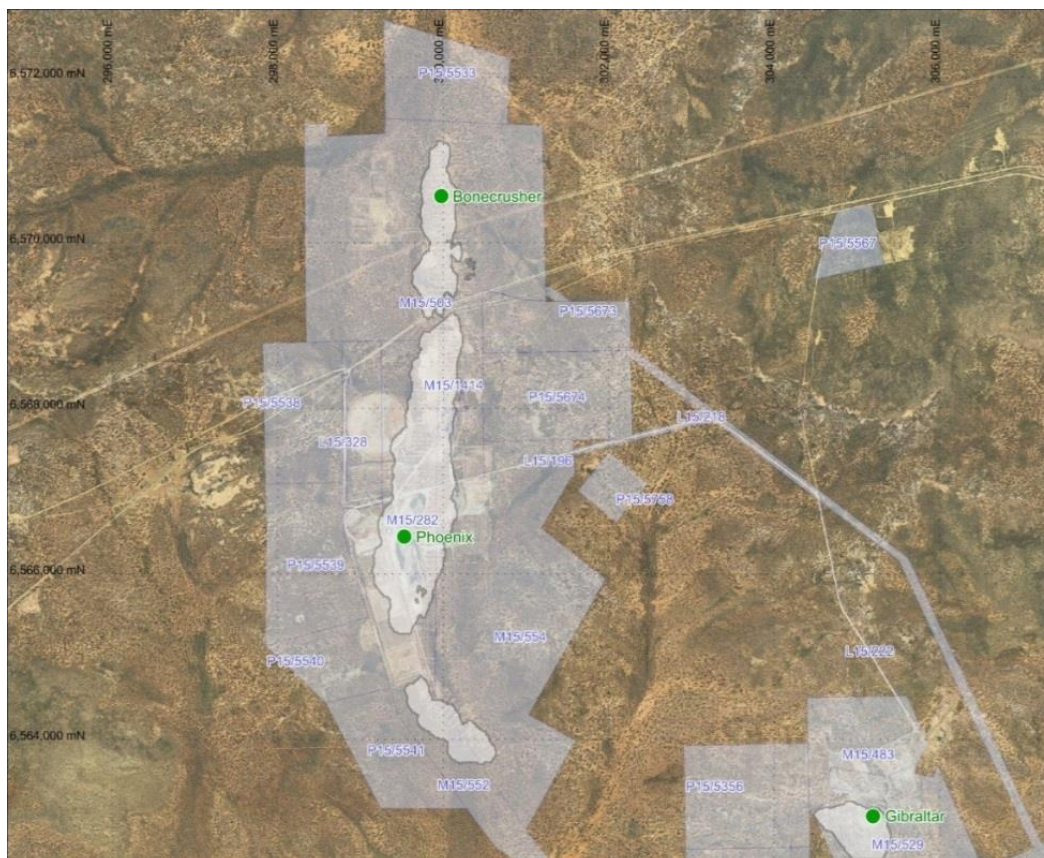 296,000 mE
298,000 mE
300,000 mE
302,000 mE
304,000 mE
306,000 mE
6,572,000 mN
P15/5533
Bonecrusher
6,570,000 mN
P15/5567
M15/503
P15/5673
M15/1414
P15/5674
6,568,000 mN
P15/5538
L15/218
L15/328
L15/196
P15/5758
M15/282
Phoenix
6,566,000 mN
P15/5539
M15/554
L15/222
P15/5540
6,564,000 mN
P15/5541
M15/483
M15/552
P15/5356
Gibraltar
M15/529